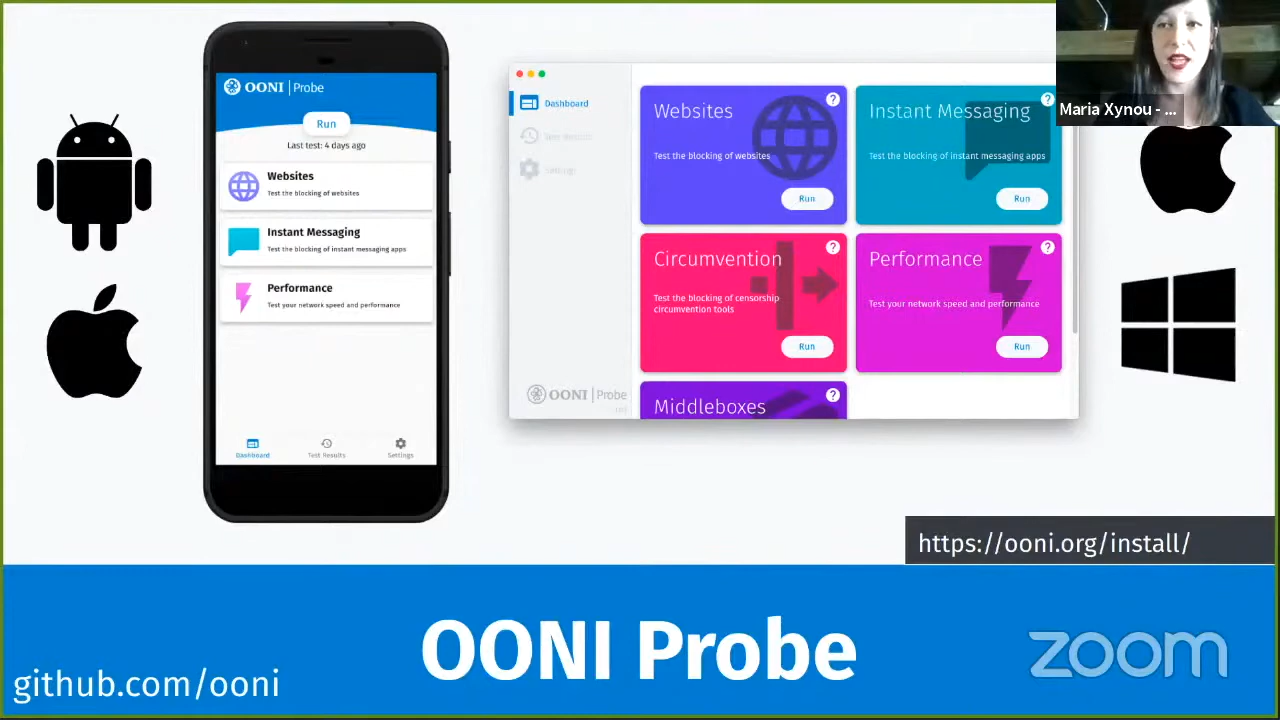 OONI | Probe
Run
Last test: 4 days ago
Websites
Test the blocking of websites
Instant Messaging
Test the blocking of instant messaging apps
Performance
Test your network speed and performance
Dashboard
Test Results
Settings
Dashboard
Test Results
Settings
OONI | Probe
Websites
?
Test the blocking of websites
Run
Instant Messaging
?
Test the blocking of instant messaging apps
Run
Circumvention
?
Test the blocking of censorship
circumvention tools
Run
Performance
?
Test your network speed and performance
Run
Middleboxes
?
Maria Xynou - ...
https://ooni.org/install/
OONI Probe
github.com/ooni
zoom